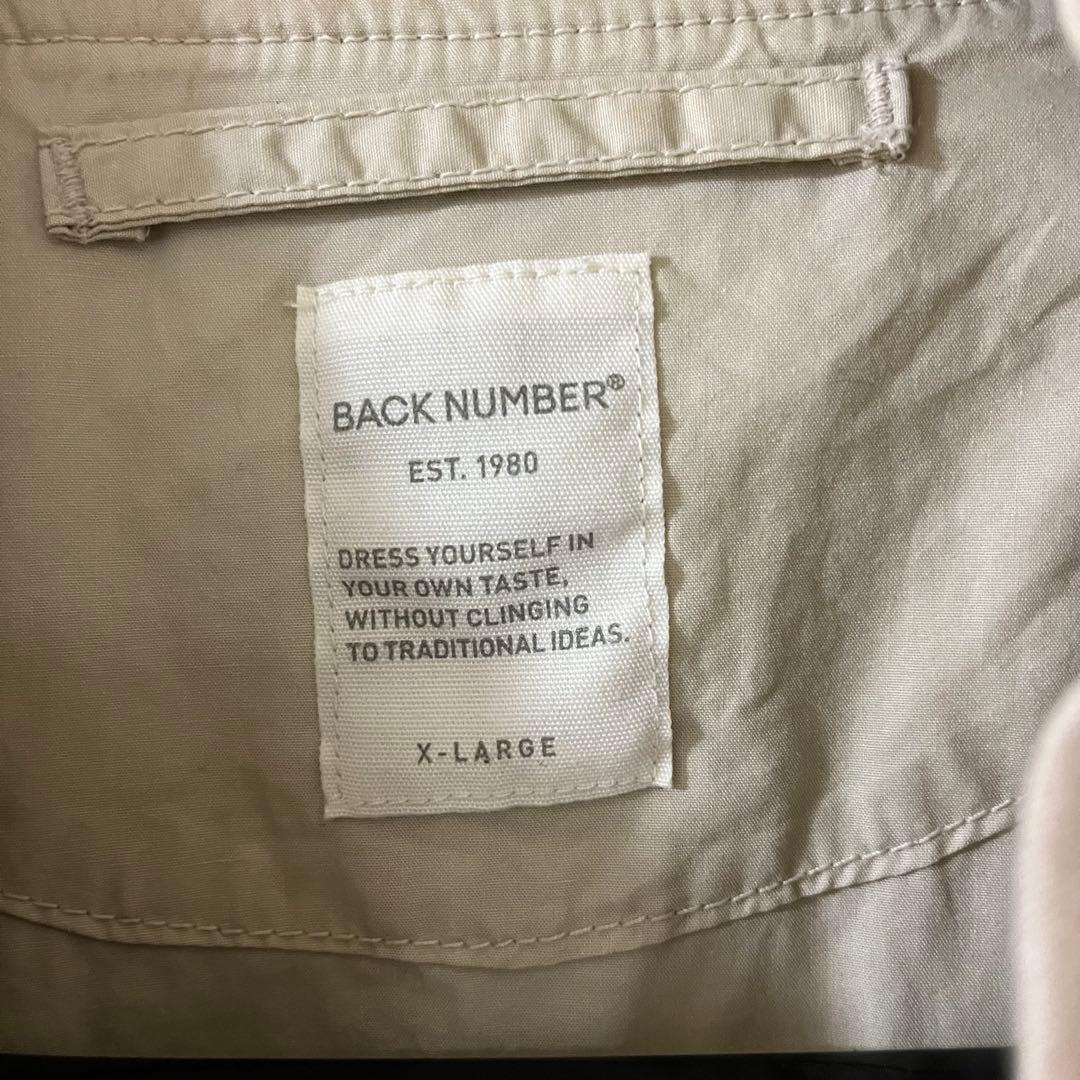 BACK NUMBER®
EST. 1980
DRESS YOURSELF IN
YOUR OWN TASTE,
WITHOUT CLINGING
TO TRADITIONAL IDEAS.
X-LARGE